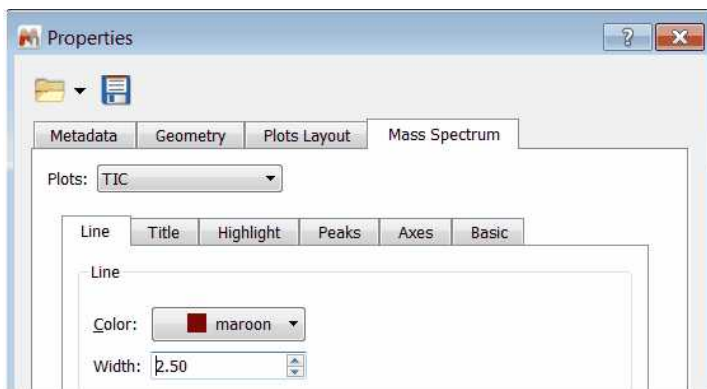 Properties
Metadata Geometry Plots Layout Mass Spectrum
Plots: TIC
Line Title Highlight Peaks Axes Basic
Line
Color: maroon
Width: 2.50